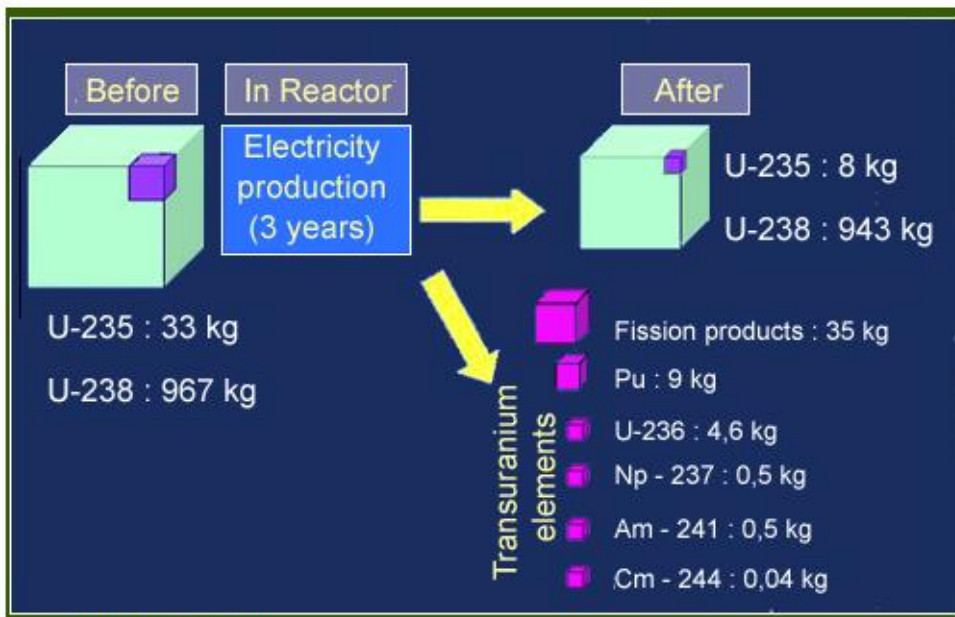 Before
In Reactor
After
Electricity
production
(3 years)
U-235 : 8 kg
U-238 : 943 kg
U-235 : 33 kg
U-238 : 967 kg
Transuranium
elements
Fission products : 35 kg
Pu : 9 kg
U-236 : 4,6 kg
Np - 237 : 0,5 kg
Am - 241 : 0,5 kg
Cm - 244 : 0,04 kg